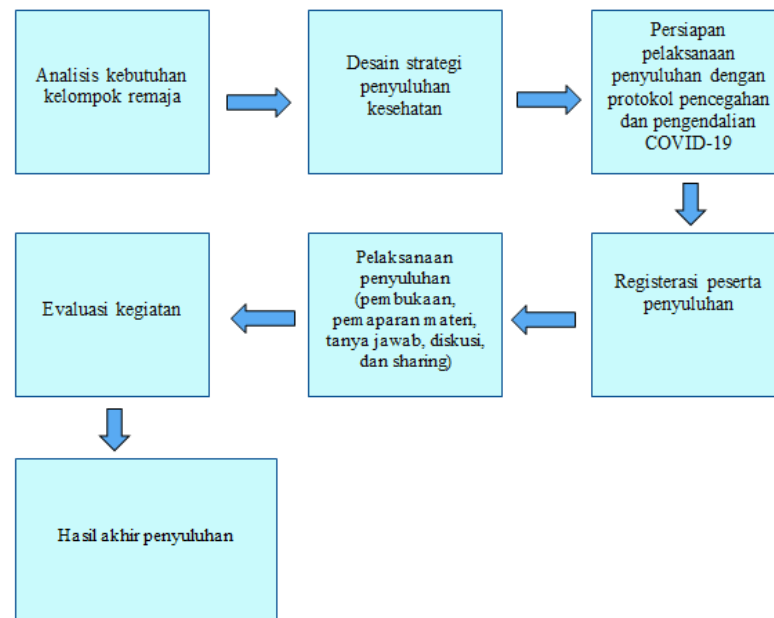 Analisis kebutuhan
kelompok remaja
Desain strategi
penyuluhan
kesehatan
Persiapan
pelaksanaan
penyuluhan dengan
protokol pencegahan
dan pengendalian
COVID-19
Registerasi peserta
penyuluhan
Pelaksanaan
penyuluhan
(pembukaan,
pemaparan materi,
tanya jawab, diskusi,
dan sharing)
Evaluasi kegiatan
Hasil akhir penyuluhan